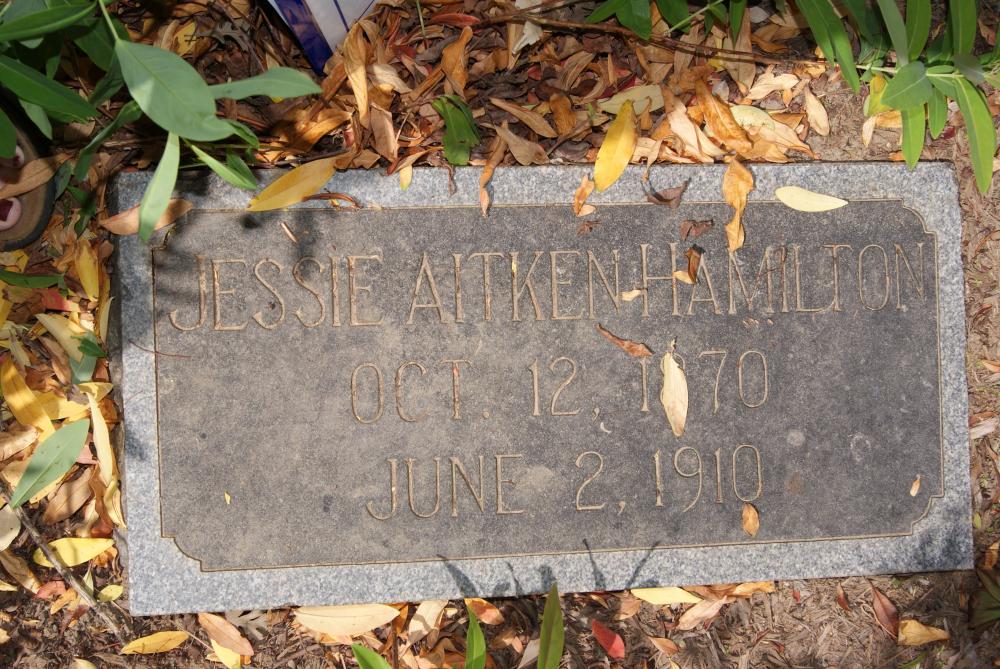 JESSIE AITKEN HAMILTON
OCT. 12, 1870
JUNE 2, 1910